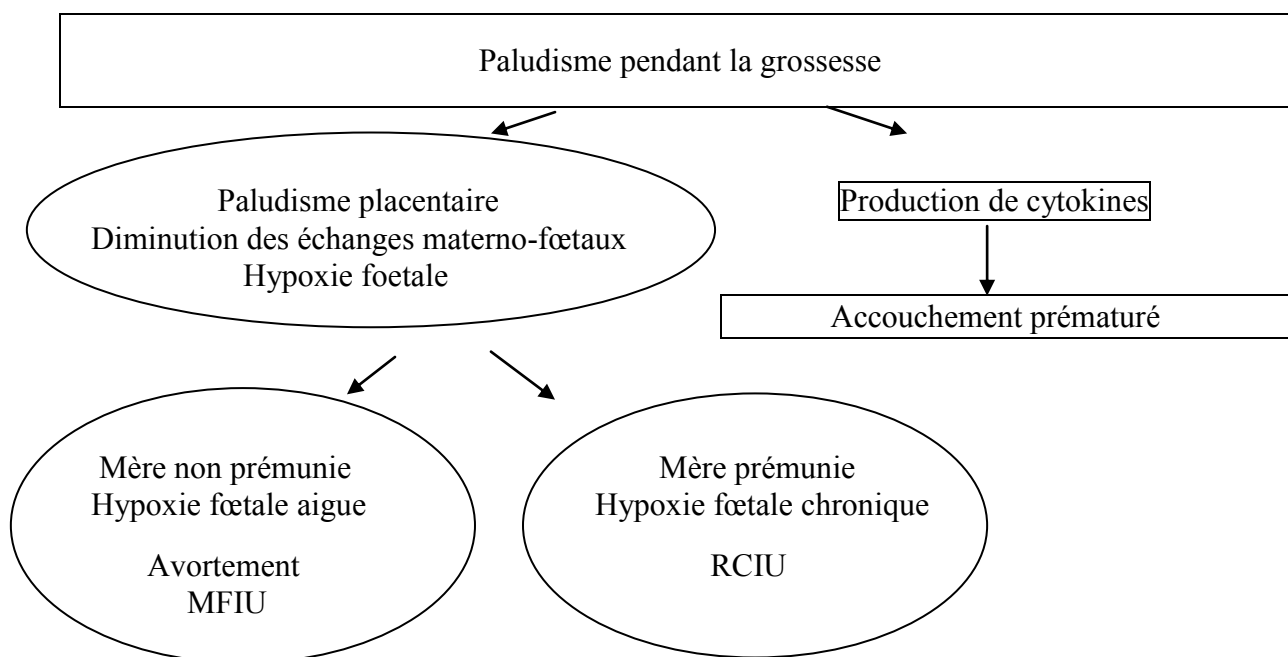 Paludisme pendant la grossesse
Paludisme placentaire
Diminution des échanges materno-fœtaux
Hypoxie foetale
Production de cytokines
Accouchement prématuré
Mère non prémunie
Hypoxie fœtale aigue
Avortement
MFIU
Mère prémunie
Hypoxie fœtale chronique
RCIU